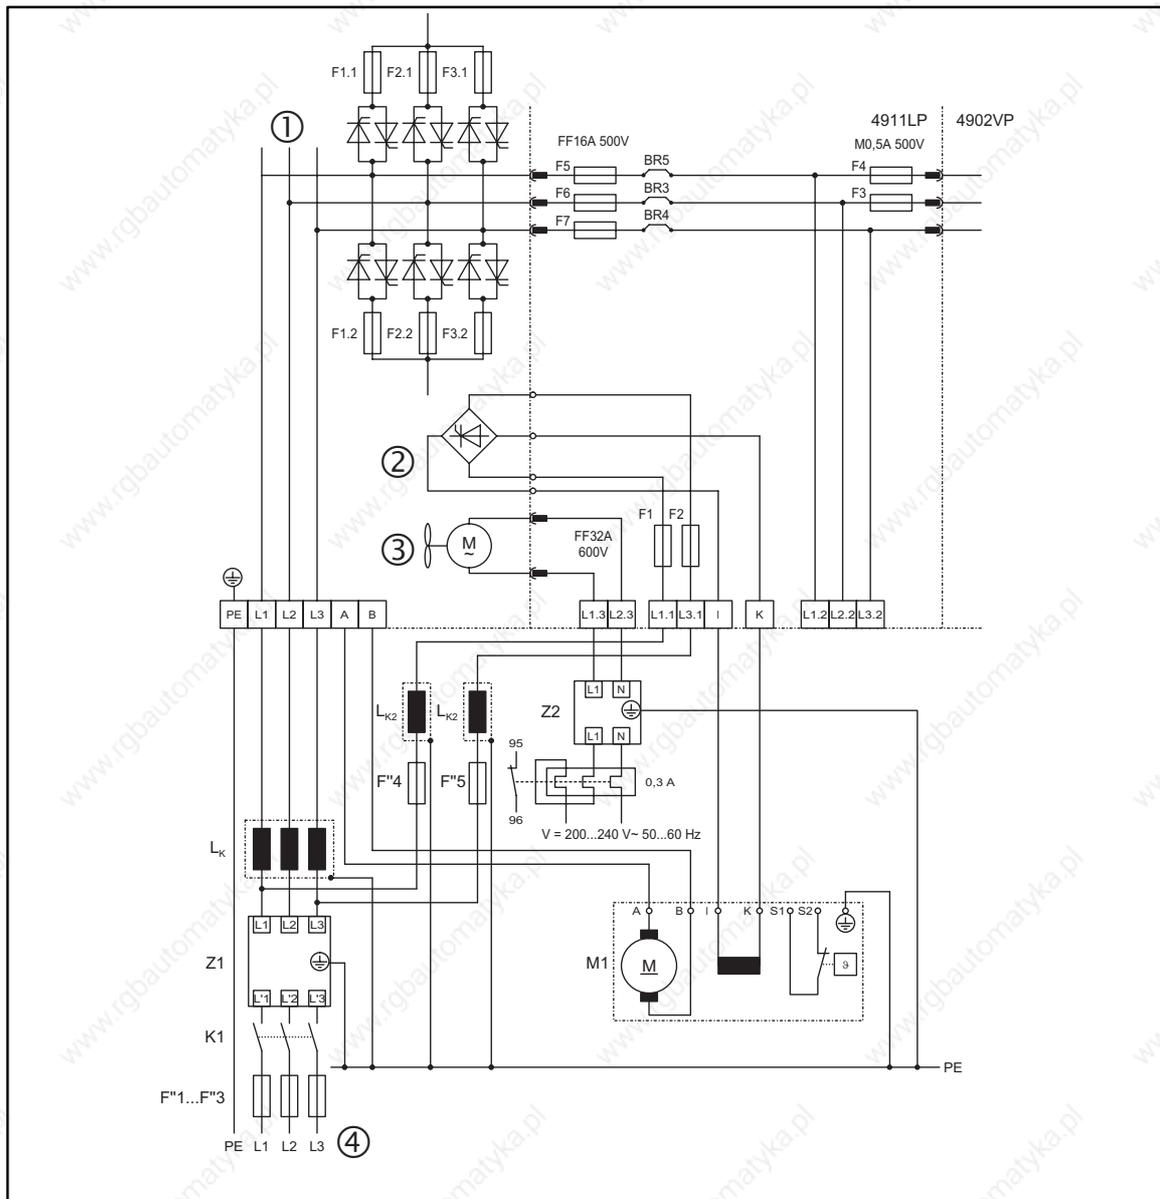 F1.1 F2.1 F3.1
①
4911LP 4902VP
FF16A 500V M0,5A 500V
F5 BR5 F4
F6 BR3 F3
F7 BR4
F1.2 F2.2 F3.2
②
F1 F2
③ M ~
FF32A
600V
PE L1 L2 L3 A B L1.3 L2.3 L1.1 L3.1 I K L1.2 L2.2 L3.2
L1 N
LK2 LK2 Z2
L1 N
95
F"4 F"5 0,3 A
96
V = 200...240 V~ 50...60 Hz
LK
A B I K S1 S2
L1 L2 L3
Z1 M1 M ϑ
L'1 L'2 L'3
K1
PE
F"1...F"3
PE L1 L2 L3 ④
www.rgbautomatyka.pl